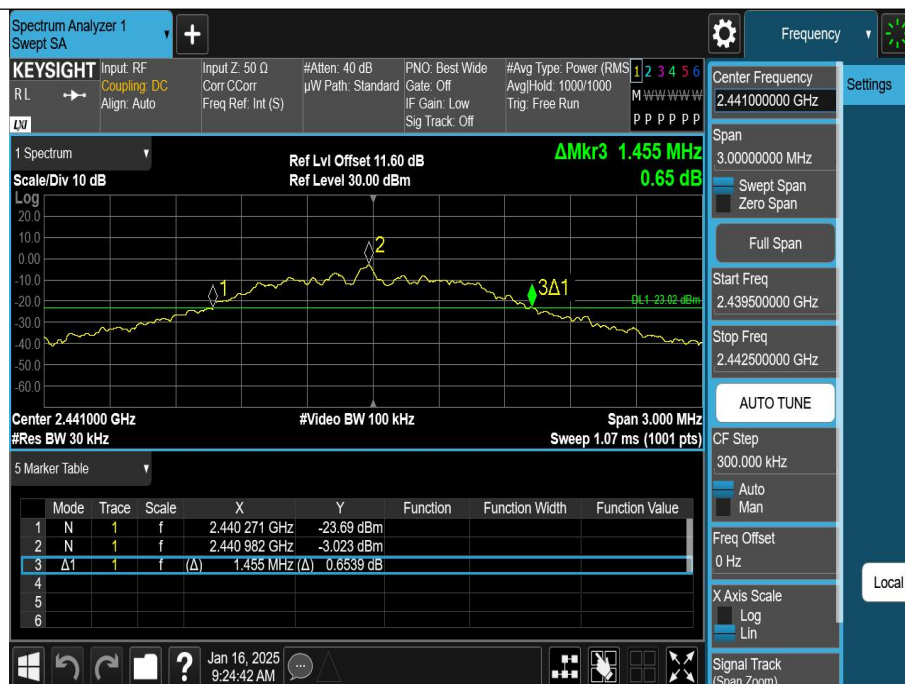 Spectrum Analyzer 1
Swept SA
+
Frequency
KEYSIGHT
RL
LXI
Input: RF
Coupling: DC
Align: Auto
Input Z: 50 Ω
Corr CCorr
Freq Ref: Int (S)
#Atten: 40 dB
µW Path: Standard
PNO: Best Wide
Gate: Off
IF Gain: Low
Sig Track: Off
#Avg Type: Power (RMS
Avg|Hold: 1000/1000
Trig: Free Run
1 2 3 4 5 6
M W W W W W
P P P P P P
1 Spectrum
Scale/Div 10 dB
Ref Lvl Offset 11.60 dB
Ref Level 30.00 dBm
ΔMkr3 1.455 MHz
0.65 dB
Log
20.0
10.0
0.00
-10.0
-20.0
-30.0
-40.0
-50.0
-60.0
1
2
3Δ1
DL1 -23.02 dBm
Center 2.441000 GHz
#Video BW 100 kHz
Span 3.000 MHz
#Res BW 30 kHz
Sweep 1.07 ms (1001 pts)
5 Marker Table
Mode Trace Scale X Y Function Function Width Function Value
1 N 1 f 2.440 271 GHz -23.69 dBm
2 N 1 f 2.440 982 GHz -3.023 dBm
3 Δ1 1 f (Δ) 1.455 MHz (Δ) 0.6539 dB
4
5
6
?
Jan 16, 2025
9:24:42 AM
Center Frequency
2.441000000 GHz
Span
3.00000000 MHz
Swept Span
Zero Span
Full Span
Start Freq
2.439500000 GHz
Stop Freq
2.442500000 GHz
AUTO TUNE
CF Step
300.000 kHz
Auto
Man
Freq Offset
0 Hz
X Axis Scale
Log
Lin
Signal Track
(Span Zoom)
Settings
Local